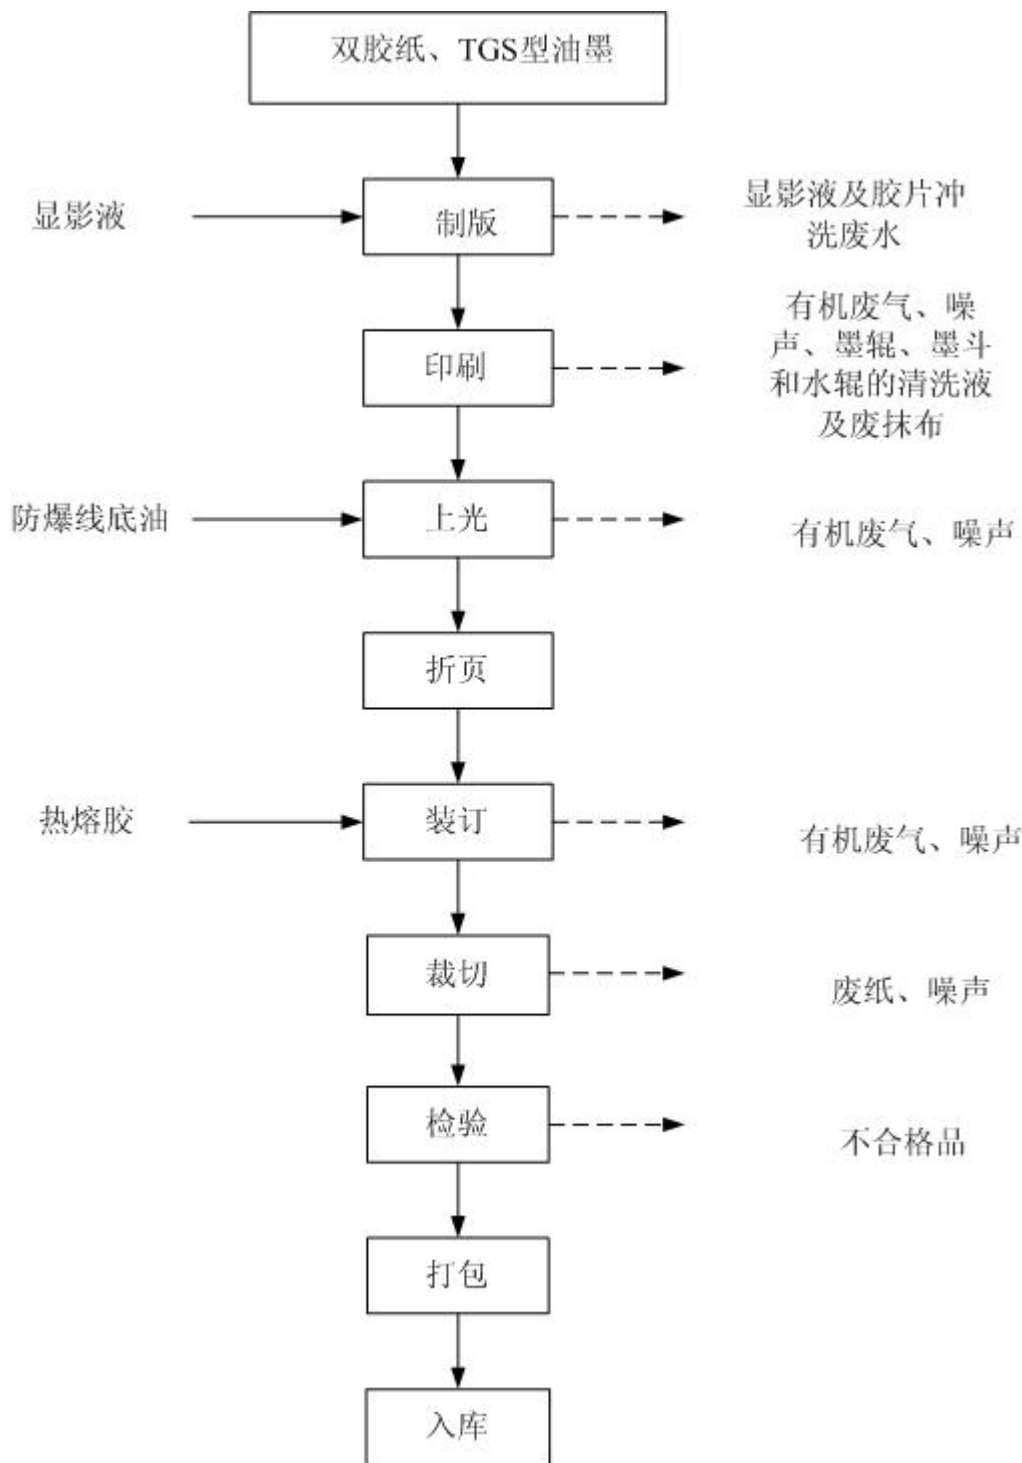 双胶纸、TGS型油墨
显影液
制版
显影液及胶片冲
洗废水
印刷
有机废气、噪
声、墨辊、墨斗
和水辊的清洗液
及废抹布
防爆线底油
上光
有机废气、噪声
折页
热熔胶
装订
有机废气、噪声
裁切
废纸、噪声
检验
不合格品
打包
入库